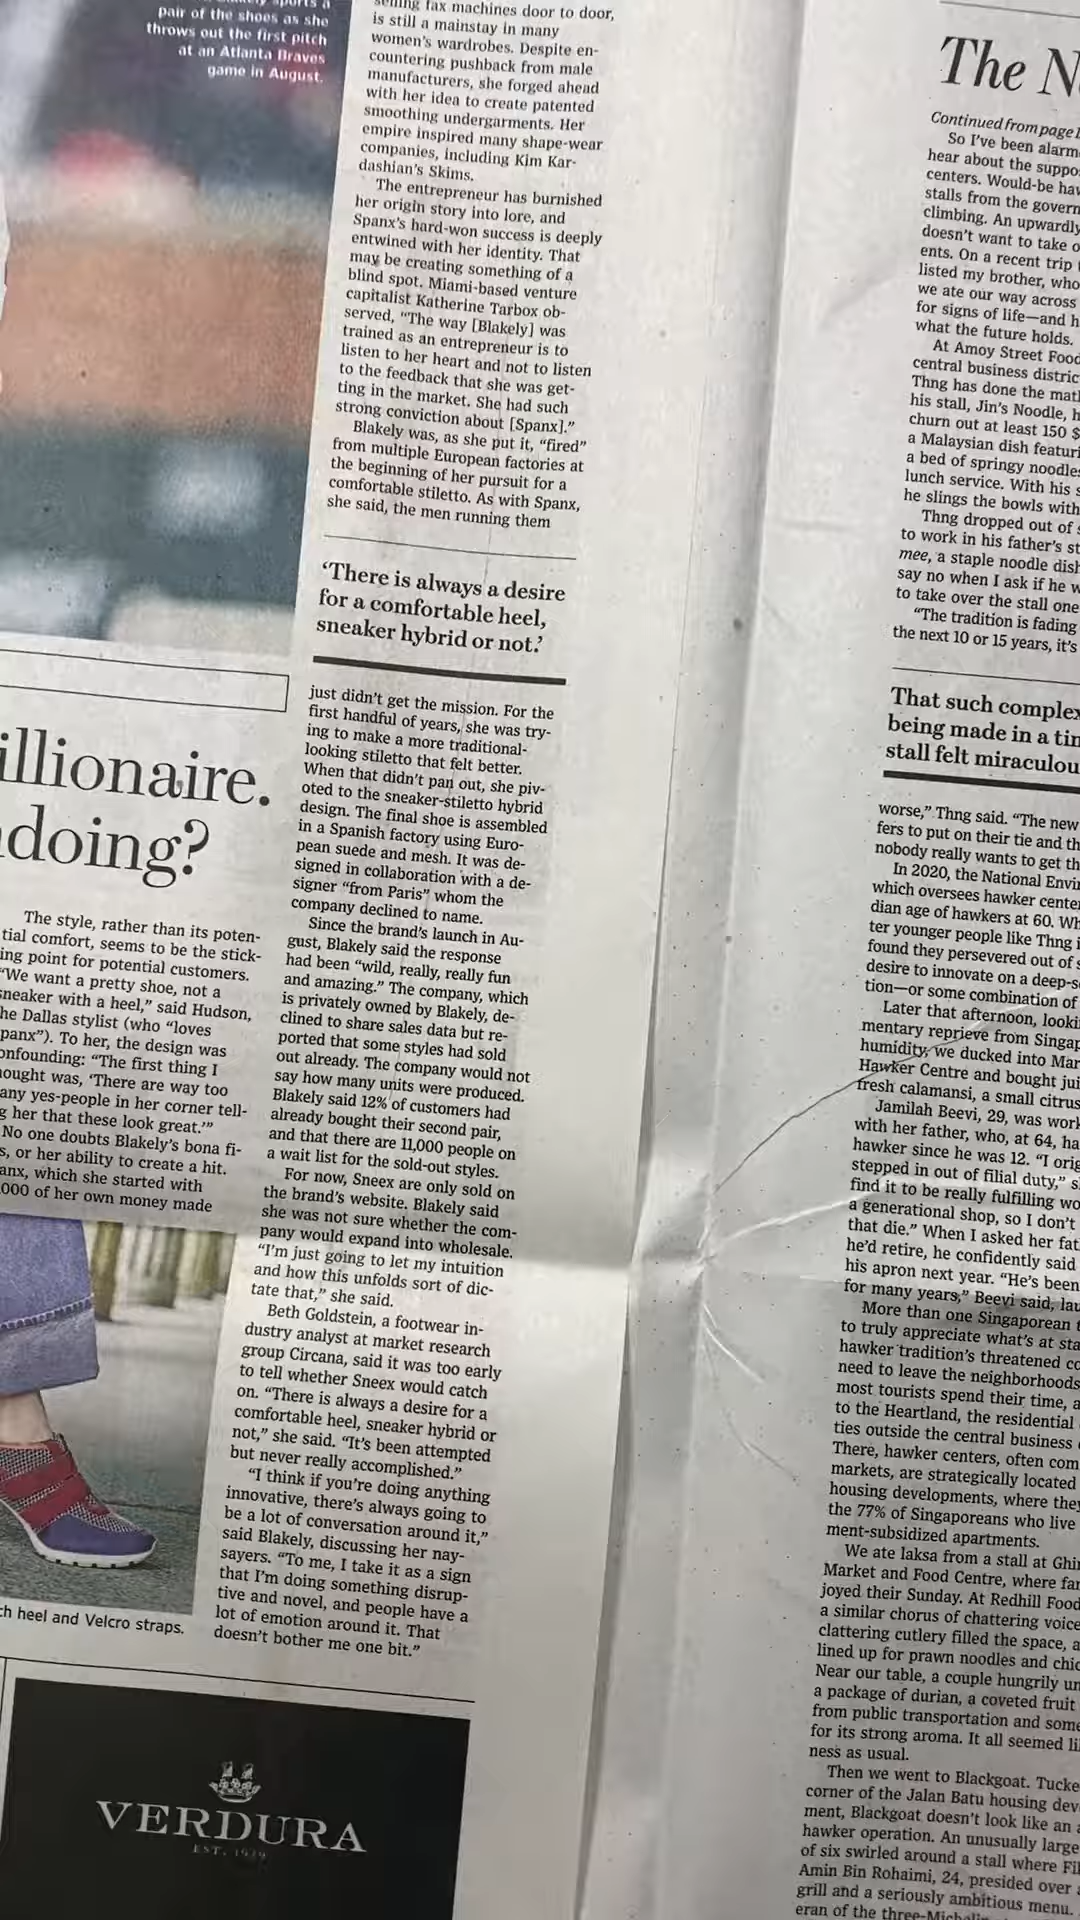 pair of the shoes as she
throws out the first pitch
at an Atlanta Braves
game in August.
illionaire.
doing?
The style, rather than its poten-
tial comfort, seems to be the stick-
ing point for potential customers.
"We want a pretty shoe, not a
sneaker with a heel," said Hudson,
he Dallas stylist (who "loves
panx"). To her, the design was
onfounding: "The first thing I
ought was, 'There are way too
any yes-people in her corner tell-
g her that these look great.'"
No one doubts Blakely's bona fi-
s, or her ability to create a hit.
anx, which she started with
,000 of her own money made
ch heel and Velcro straps.
fax machines door to door,
is still a mainstay in many
women's wardrobes. Despite en-
countering pushback from male
manufacturers, she forged ahead
with her idea to create patented
smoothing undergarments. Her
empire inspired many shape-wear
companies, including Kim Kar-
dashian's Skims.
The entrepreneur has burnished
her origin story into lore, and
Spanx's hard-won success is deeply
entwined with her identity. That
may be creating something of a
blind spot. Miami-based venture
capitalist Katherine Tarbox ob-
served, "The way [Blakely] was
trained as an entrepreneur is to
listen to her heart and not to listen
to the feedback that she was get-
ting in the market. She had such
strong conviction about [Spanx]."
Blakely was, as she put it, "fired"
from multiple European factories at
the beginning of her pursuit for a
comfortable stiletto. As with Spanx,
she said, the men running them
'There is always a desire
for a comfortable heel,
sneaker hybrid or not.'
just didn't get the mission. For the
first handful of years, she was try-
ing to make a more traditional-
looking stiletto that felt better.
When that didn't pan out, she piv-
oted to the sneaker-stiletto hybrid
design. The final shoe is assembled
in a Spanish factory using Euro-
pean suede and mesh. It was de-
signed in collaboration with a de-
signer "from Paris" whom the
company declined to name.
Since the brand's launch in Au-
gust, Blakely said the response
had been "wild, really, really fun
and amazing." The company, which
is privately owned by Blakely, de-
clined to share sales data but re-
ported that some styles had sold
out already. The company would not
say how many units were produced.
Blakely said 12% of customers had
already bought their second pair,
and that there are 11,000 people on
a wait list for the sold-out styles.
For now, Sneex are only sold on
the brand's website. Blakely said
she was not sure whether the com-
pany would expand into wholesale.
"I'm just going to let my intuition
and how this unfolds sort of dic-
tate that," she said.
Beth Goldstein, a footwear in-
dustry analyst at market research
group Circana, said it was too early
to tell whether Sneex would catch
on. "There is always a desire for a
comfortable heel, sneaker hybrid or
not," she said. "It's been attempted
but never really accomplished."
"I think if you're doing anything
innovative, there's always going to
be a lot of conversation around it,"
said Blakely, discussing her nay-
sayers. "To me, I take it as a sign
that I'm doing something disrup-
tive and novel, and people have a
lot of emotion around it. That
doesn't bother me one bit."
VERDURA
EST. 1939
The N
Continued from page
So I've been alarm
hear about the suppo
centers. Would-be hav
stalls from the govern
climbing. An upwardly
doesn't want to take o
ents. On a recent trip
listed my brother, who
we ate our way across
for signs of life—and h
what the future holds.
At Amoy Street Food
central business distric
Thng has done the mat
his stall, Jin's Noodle, h
churn out at least 150 $
a Malaysian dish featuri
a bed of springy noodle
lunch service. With his s
he slings the bowls with
Thng dropped out of s
to work in his father's st
mee, a staple noodle dish
say no when I ask if he w
to take over the stall one
"The tradition is fading
the next 10 or 15 years, it's
That such complex
being made in a tin
stall felt miraculou
worse," Thng said. "The new
fers to put on their tie and th
nobody really wants to get th
In 2020, the National Envi
which oversees hawker center
dian age of hawkers at 60. Wh
ter younger people like Thng i
found they persevered out of s
desire to innovate on a deep-s
tion—or some combination of
Later that afternoon, looki
mentary reprieve from Singap
humidity, we ducked into Mar
Hawker Centre and bought jui
fresh calamansi, a small citrus
Jamilah Beevi, 29, was work
with her father, who, at 64, ha
hawker since he was 12. "I orig
stepped in out of filial duty," s
find it to be really fulfilling wo
a generational shop, so I don't
that die." When I asked her fat
he'd retire, he confidently said
his apron next year. "He's been
for many years," Beevi said, lau
More than one Singaporean t
to truly appreciate what's at sta
hawker tradition's threatened co
need to leave the neighborhoods
most tourists spend their time, a
to the Heartland, the residential
ties outside the central business
There, hawker centers, often com
markets, are strategically located
housing developments, where they
the 77% of Singaporeans who live
ment-subsidized apartments.
We ate laksa from a stall at Ghi
Market and Food Centre, where far
joyed their Sunday. At Redhill Food
a similar chorus of chattering voice
clattering cutlery filled the space, a
lined up for prawn noodles and chic
Near our table, a couple hungrily un
a package of durian, a coveted fruit
from public transportation and some
for its strong aroma. It all seemed li
ness as usual.
Then we went to Blackgoat. Tucke
corner of the Jalan Batu housing dev
ment, Blackgoat doesn't look like an a
hawker operation. An unusually large
of six swirled around a stall where Fi
Amin Bin Rohaimi, 24, presided over
grill and a seriously ambitious menu.
eran of the